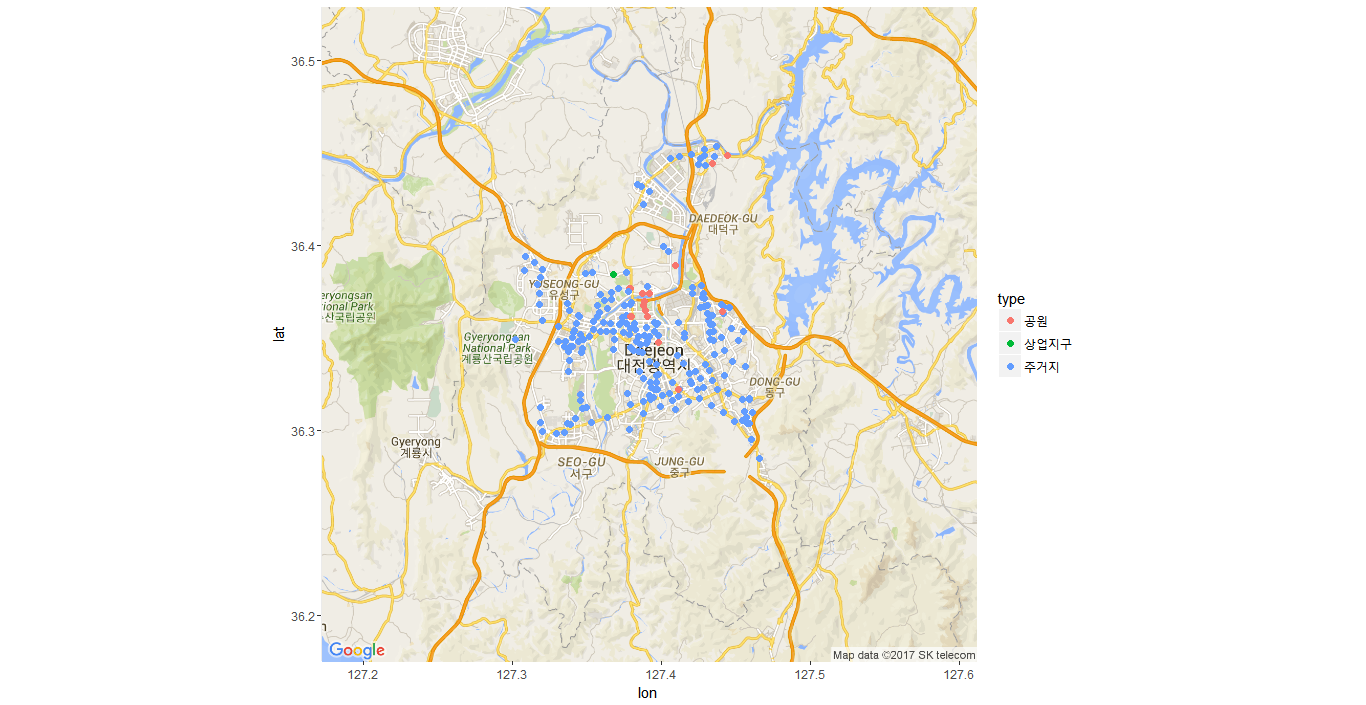 36.5
36.4
36.3
36.2
lat
DAEDEOK-GU
대덕구
YUSEONG-GU
유성구
eryongsan
tional Park
산국립공원
Gyeryongsan
National Park
계룡산국립공원
Daejeon
대전광역시
DONG-GU
동구
Gyeryong
계룡시
SEO-GU
서구
JUNG-GU
중구
Google
Map data ©2017 SK telecom
127.2
127.3
127.4
127.5
127.6
lon
type
공원
상업지구
주거지